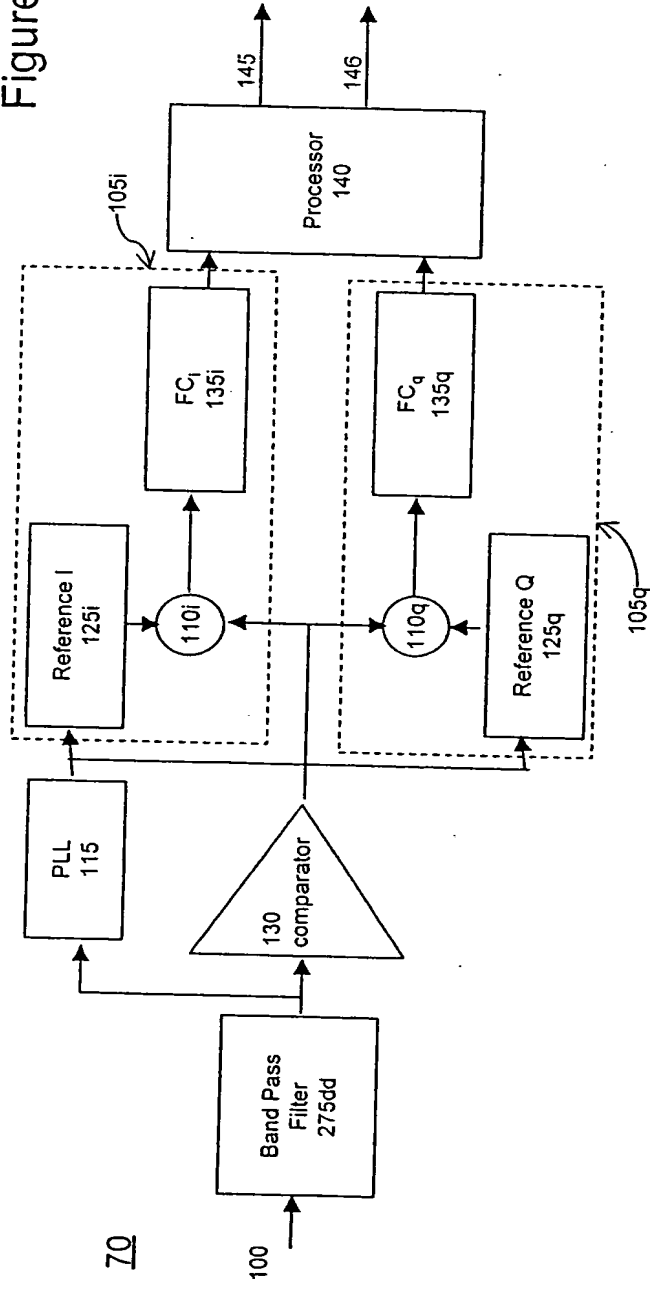 Figure
70
100
Band Pass
Filter
275dd
PLL
115
130
comparator
Reference I
125i
110i
FCi
135i
105i
Reference Q
125q
110q
FCq
135q
105q
Processor
140
145
146